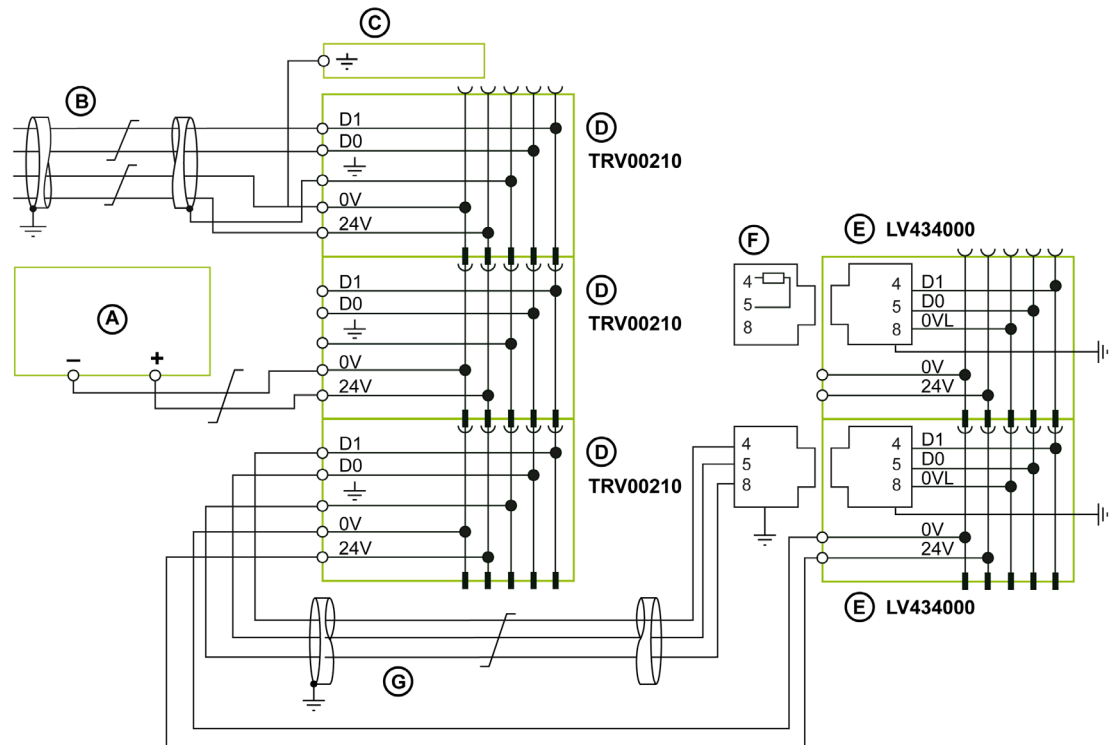 C
B
D1
D0
0V
24V
D
TRV00210
A
–
+
D1
D0
0V
24V
D
TRV00210
D1
D0
0V
24V
D
TRV00210
E LV434000
F
4
5
8
4 D1
5 D0
8 0VL
0V
24V
4
5
8
4 D1
5 D0
8 0VL
0V
24V
E LV434000
G